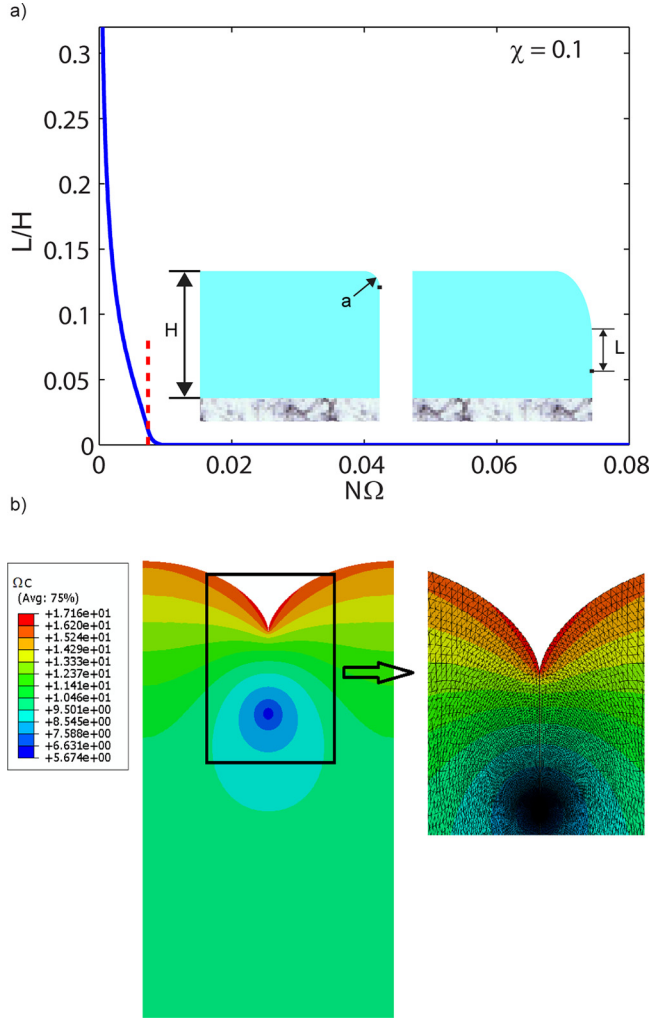 a)
χ = 0.1
0.3
0.25
0.2
0.15
0.1
0.05
0
L/H
H
a
L
0
0.02
0.04
0.06
0.08
NΩ
b)
Ωc
(Avg: 75%)
+1.716e+01
+1.620e+01
+1.524e+01
+1.429e+01
+1.333e+01
+1.237e+01
+1.141e+01
+1.046e+01
+9.501e+00
+8.545e+00
+7.588e+00
+6.631e+00
+5.674e+00